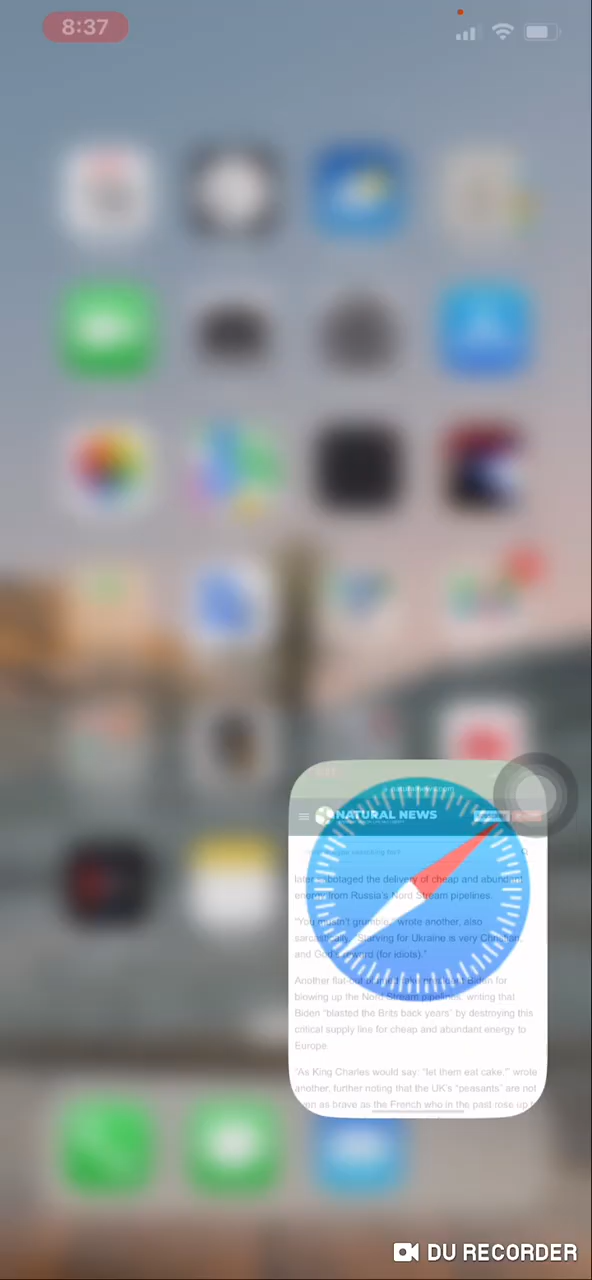 8:37
NATURAL NEWS
later sabotaged the delivery of cheap and abundant
energy from Russia's Nord Stream pipelines.
"You mustn't grumble," wrote another, also
sarcastically. "Starving for Ukraine is very Christian,
and God's reward (for idiots)."
Another flat-out
Biden for
blowing up the Nord Stream pipelines, writing that
Biden "blasted the Brits back years" by destroying this
critical supply line for cheap and abundant energy to
Europe.
"As King Charles would say: "let them eat cake,"" wrote
another, further noting that the UK's "peasants" are not
even as brave as the French who in the past rose up
DU RECORDER